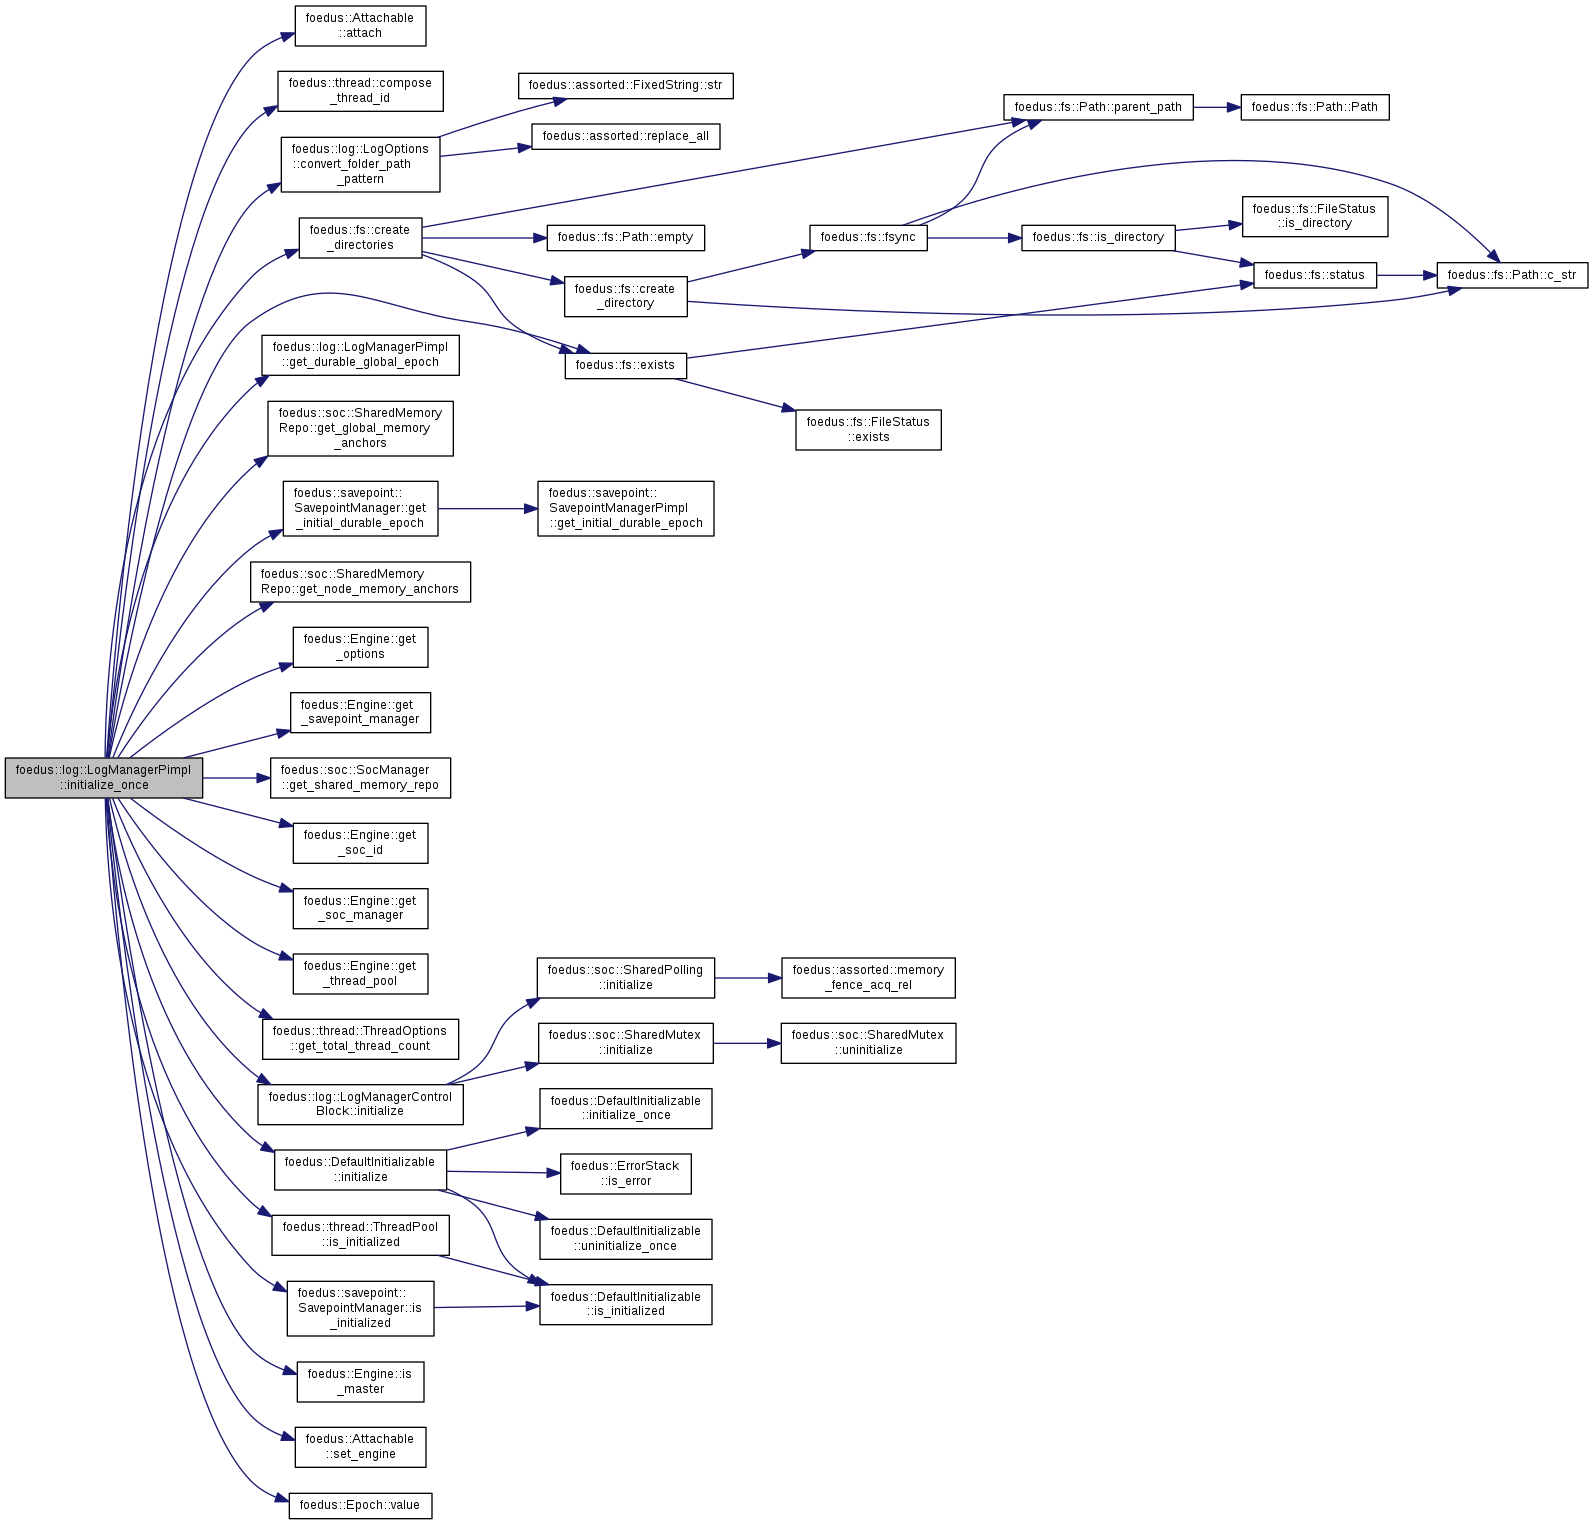 foedus::Attachable
::attach
foedus::thread::compose
_thread_id
foedus::log::LogOptions
::convert_folder_path
_pattern
foedus::assorted::FixedString::str
foedus::assorted::replace_all
foedus::fs::create
_directories
foedus::fs::Path::empty
foedus::fs::create
_directory
foedus::fs::exists
foedus::fs::fsync
foedus::fs::FileStatus
::exists
foedus::fs::Path::parent_path
foedus::fs::is_directory
foedus::fs::Path::Path
foedus::fs::FileStatus
::is_directory
foedus::fs::status
foedus::fs::Path::c_str
foedus::log::LogManagerPimpl
::get_durable_global_epoch
foedus::soc::SharedMemory
Repo::get_global_memory
_anchors
foedus::savepoint::
SavepointManager::get
_initial_durable_epoch
foedus::savepoint::
SavepointManagerPimpl
::get_initial_durable_epoch
foedus::soc::SharedMemory
Repo::get_node_memory_anchors
foedus::Engine::get
_options
foedus::Engine::get
_savepoint_manager
foedus::log::LogManagerPimpl
::initialize_once
foedus::soc::SocManager
::get_shared_memory_repo
foedus::Engine::get
_soc_id
foedus::Engine::get
_soc_manager
foedus::Engine::get
_thread_pool
foedus::thread::ThreadOptions
::get_total_thread_count
foedus::log::LogManagerControl
Block::initialize
foedus::soc::SharedPolling
::initialize
foedus::assorted::memory
_fence_acq_rel
foedus::soc::SharedMutex
::initialize
foedus::soc::SharedMutex
::uninitialize
foedus::DefaultInitializable
::initialize
foedus::DefaultInitializable
::initialize_once
foedus::ErrorStack
::is_error
foedus::DefaultInitializable
::uninitialize_once
foedus::DefaultInitializable
::is_initialized
foedus::thread::ThreadPool
::is_initialized
foedus::savepoint::
SavepointManager::is
_initialized
foedus::Engine::is
_master
foedus::Attachable
::set_engine
foedus::Epoch::value